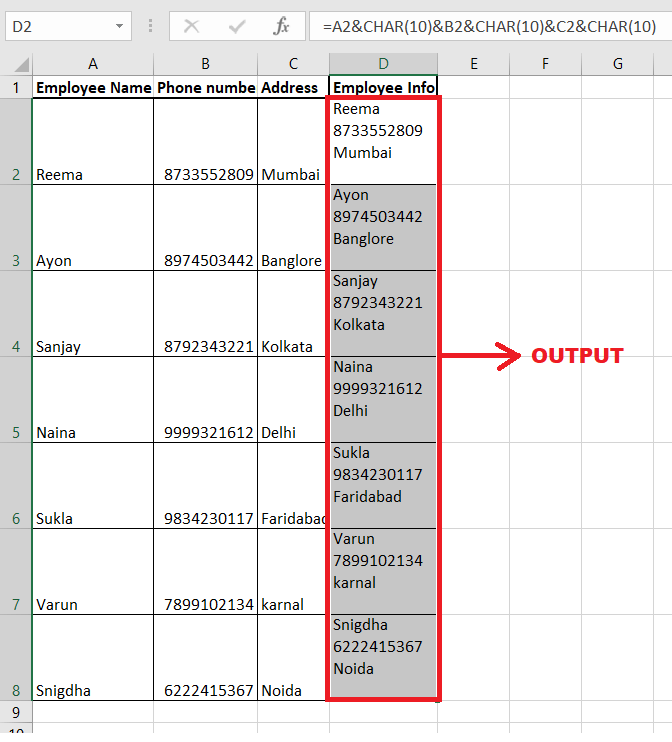 D2
fx
=A2&CHAR(10)&B2&CHAR(10)&C2&CHAR(10)
A B C D E F G
1 Employee Name Phone numbe Address Employee Info
Reema
8733552809
Mumbai
2 Reema 8733552809 Mumbai
Ayon
8974503442
Banglore
3 Ayon 8974503442 Banglore
Sanjay
8792343221
Kolkata
4 Sanjay 8792343221 Kolkata
OUTPUT
Naina
9999321612
Delhi
5 Naina 9999321612 Delhi
Sukla
9834230117
Faridabad
6 Sukla 9834230117 Faridabad
Varun
7899102134
karnal
7 Varun 7899102134 karnal
Snigdha
6222415367
Noida
8 Snigdha 6222415367 Noida
9